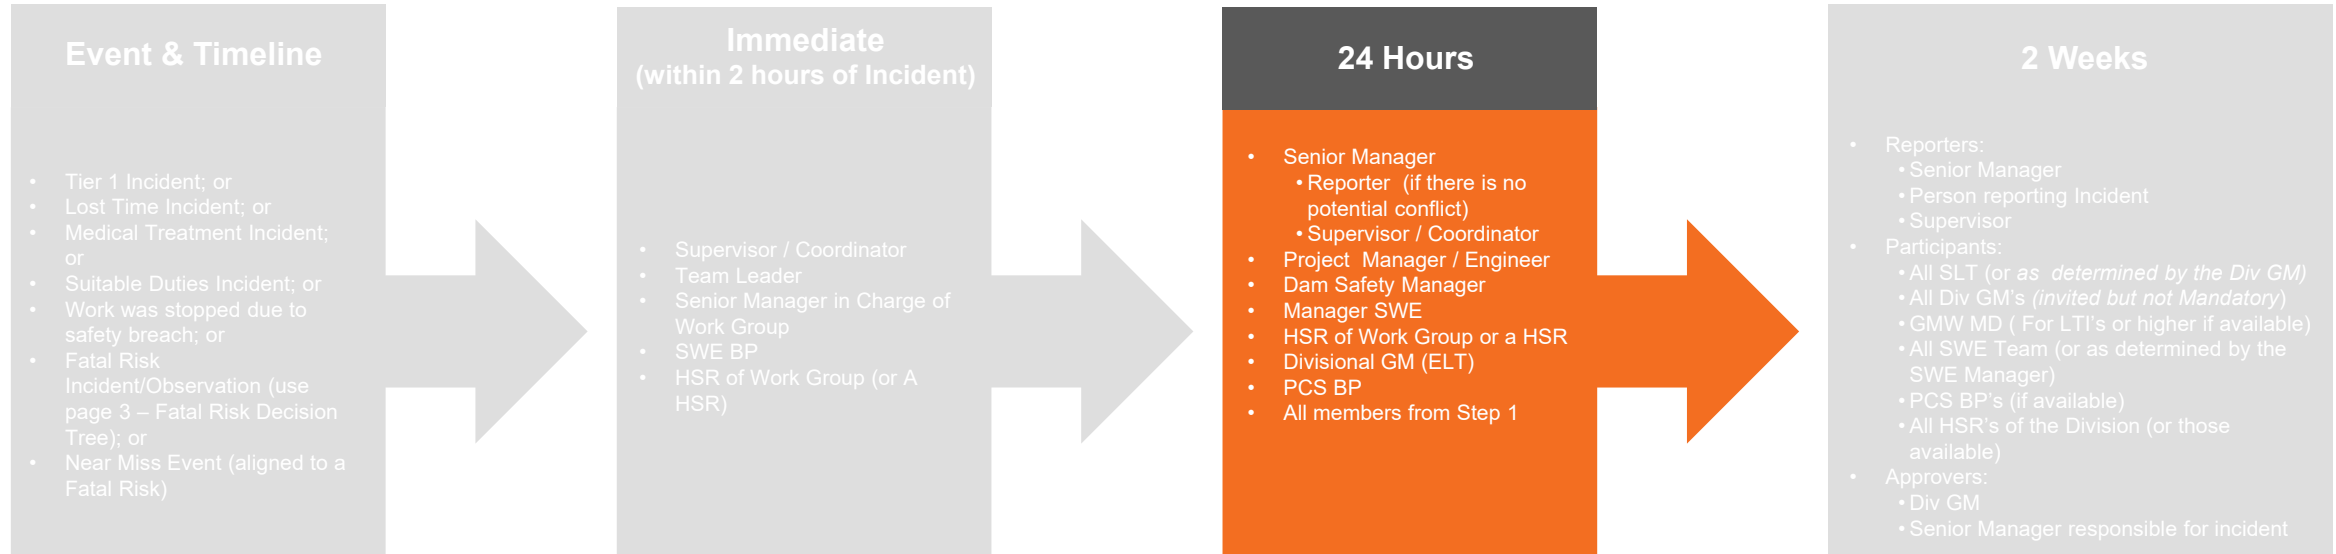 Event & Timeline
• Tier 1 Incident; or
• Lost Time Incident; or
• Medical Treatment Incident;
or
• Suitable Duties Incident; or
• Work was stopped due to
safety breach; or
• Fatal Risk
Incident/Observation (use
page 3 – Fatal Risk Decision
Tree); or
• Near Miss Event (aligned to a
Fatal Risk)
Immediate
(within 2 hours of Incident)
• Supervisor / Coordinator
• Team Leader
• Senior Manager in Charge of
Work Group
• SWE BP
• HSR of Work Group (or A
HSR)
24 Hours
• Senior Manager
• Reporter (if there is no
potential conflict)
• Supervisor / Coordinator
• Project Manager / Engineer
• Dam Safety Manager
• Manager SWE
• HSR of Work Group or a HSR
• Divisional GM (ELT)
• PCS BP
• All members from Step 1
2 Weeks
• Reporters:
• Senior Manager
• Person reporting Incident
• Supervisor
• Participants:
• All SLT (or as determined by the Div GM)
• All Div GM's (invited but not Mandatory)
• GMW MD ( For LTI's or higher if available)
• All SWE Team (or as determined by the
SWE Manager)
• PCS BP's (if available)
• All HSR's of the Division (or those
available)
• Approvers:
• Div GM
• Senior Manager responsible for incident